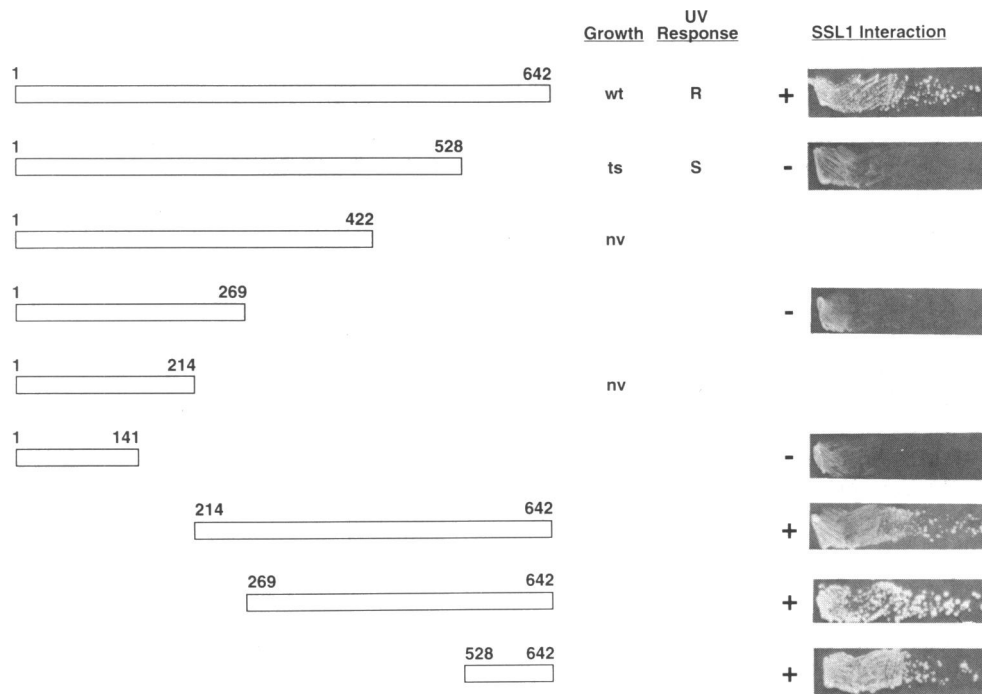 UV
Growth Response SSL1 Interaction
1 642
wt R +
1 528
ts S -
1 422
nv
1 269
-
1 214
nv
1 141
-
214 642
+
269 642
+
528 642
+